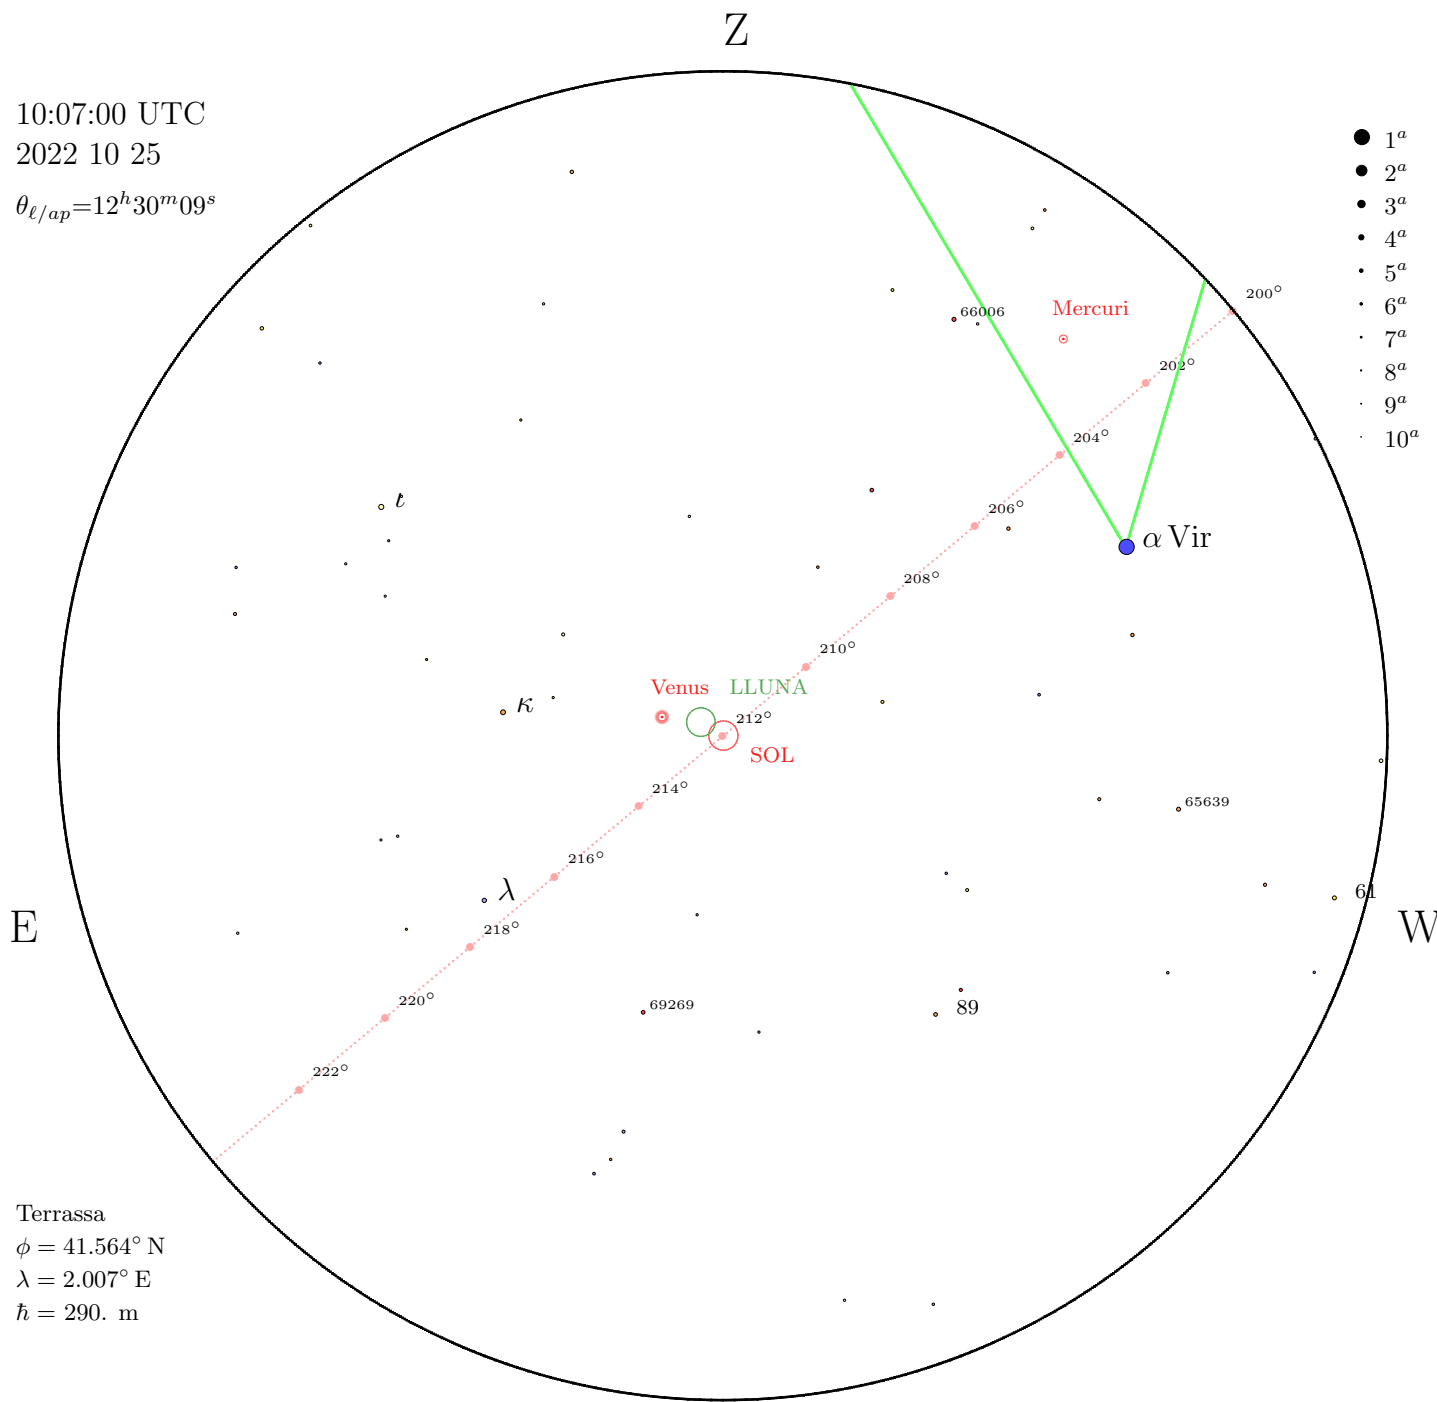 Z
10:07:00 UTC
2022 10 25
θℓ/ap=12ʰ30ᵐ09ˢ
1ᵃ
2ᵃ
3ᵃ
4ᵃ
5ᵃ
6ᵃ
7ᵃ
8ᵃ
9ᵃ
10ᵃ
200°
66006
Mercuri
202°
204°
ι
206°
α Vir
208°
210°
Venus
LLUNA
κ
212°
SOL
214°
65639
216°
λ
61
E
W
218°
220°
69269
89
222°
Terrassa
ϕ = 41.564° N
λ = 2.007° E
ħ = 290. m